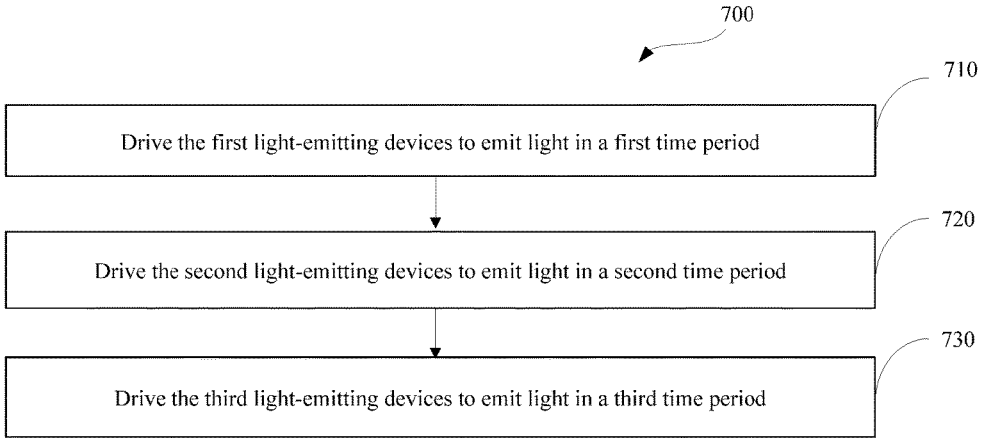 700
710
Drive the first light-emitting devices to emit light in a first time period
720
Drive the second light-emitting devices to emit light in a second time period
730
Drive the third light-emitting devices to emit light in a third time period